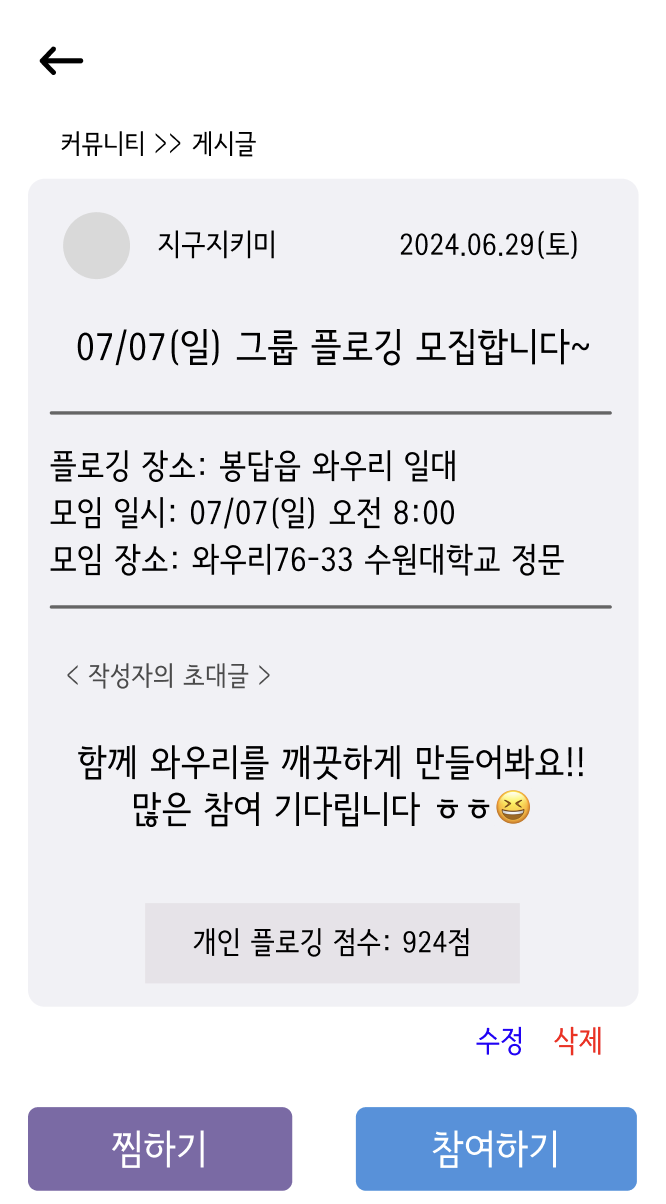 커뮤니티 >> 게시글
지구지키미 2024.06.29(토)
07/07(일) 그룹 플로깅 모집합니다~
플로깅 장소: 봉답읍 와우리 일대
모임 일시: 07/07(일) 오전 8:00
모임 장소: 와우리76-33 수원대학교 정문
< 작성자의 초대글 >
함께 와우리를 깨끗하게 만들어봐요!!
많은 참여 기다립니다 ㅎㅎ😆
개인 플로깅 점수: 924점
수정 삭제
찜하기 참여하기